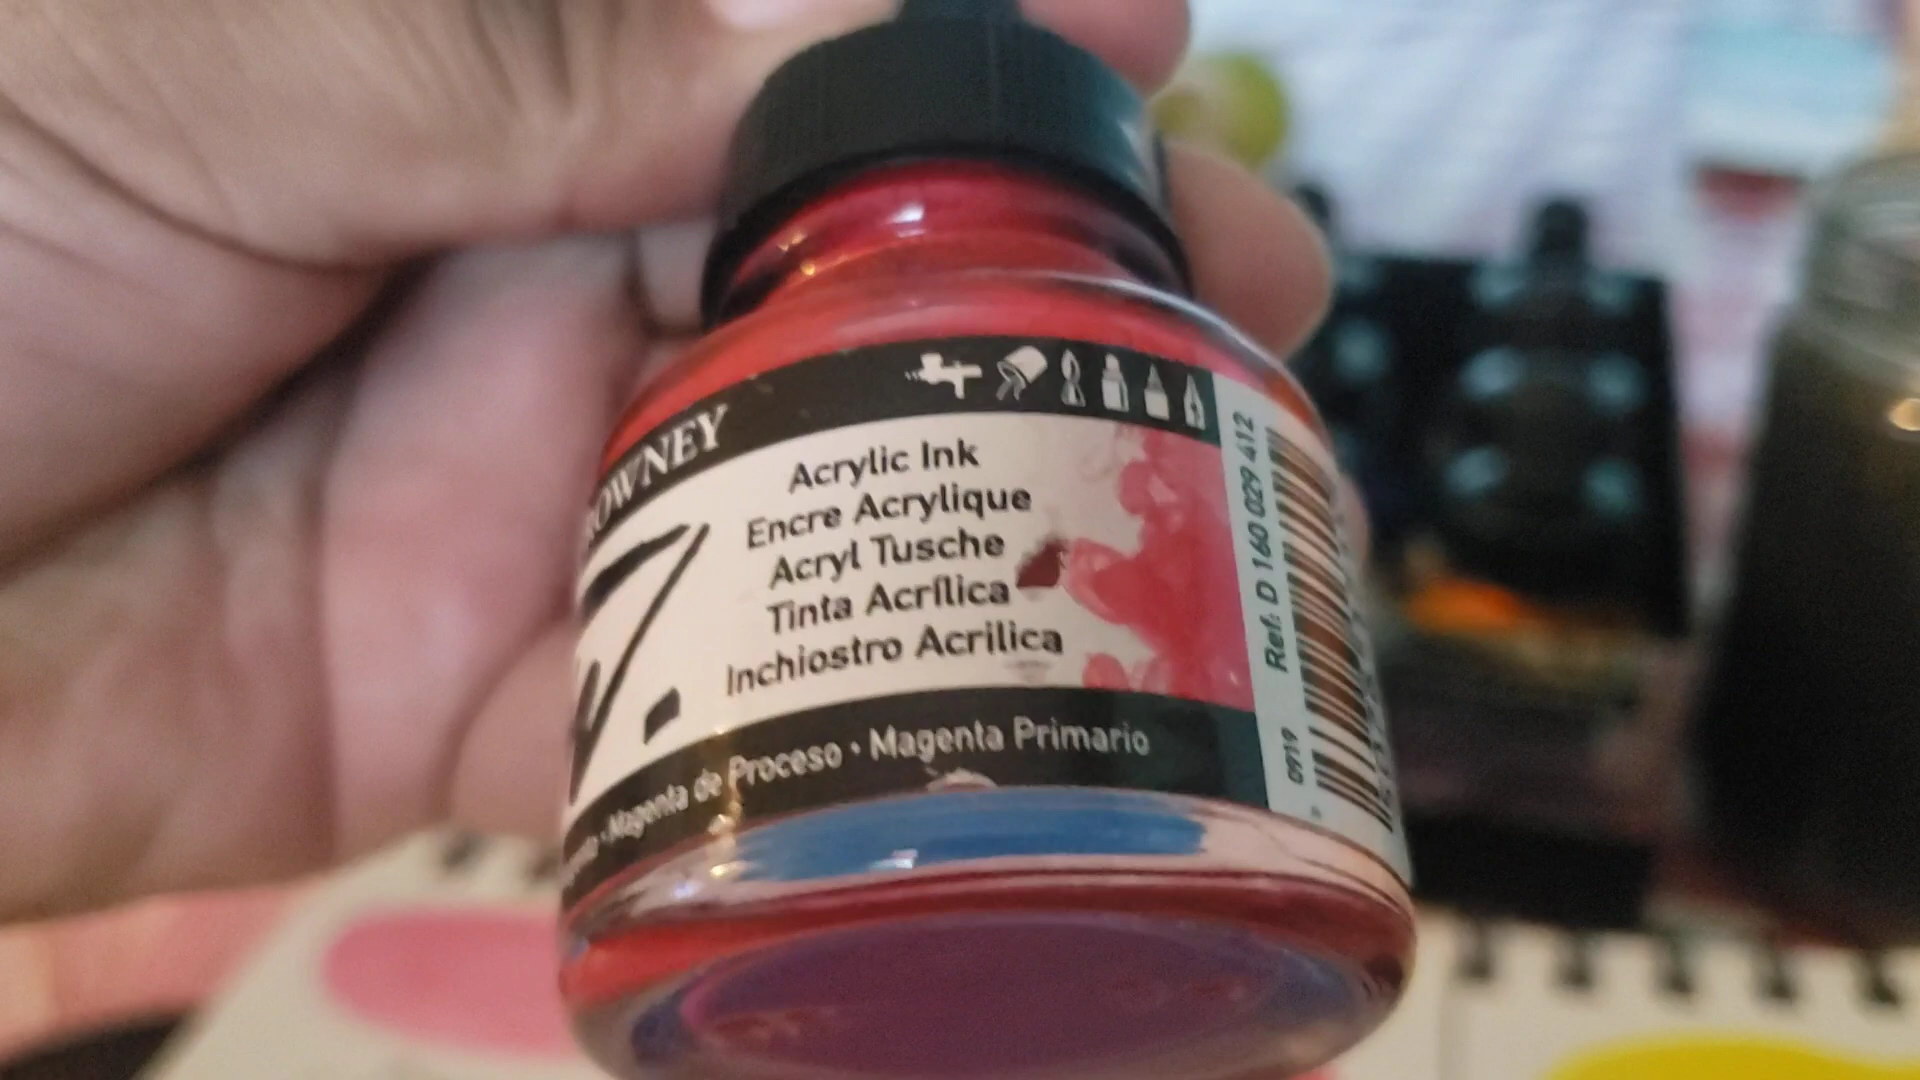 ROWNEY
Acrylic Ink
Encre Acrylique
Acryl Tusche
Tinta Acrílica
Inchiostro Acrilica
Magenta de Proceso • Magenta Primario
Ref: D 160 029 412
0919